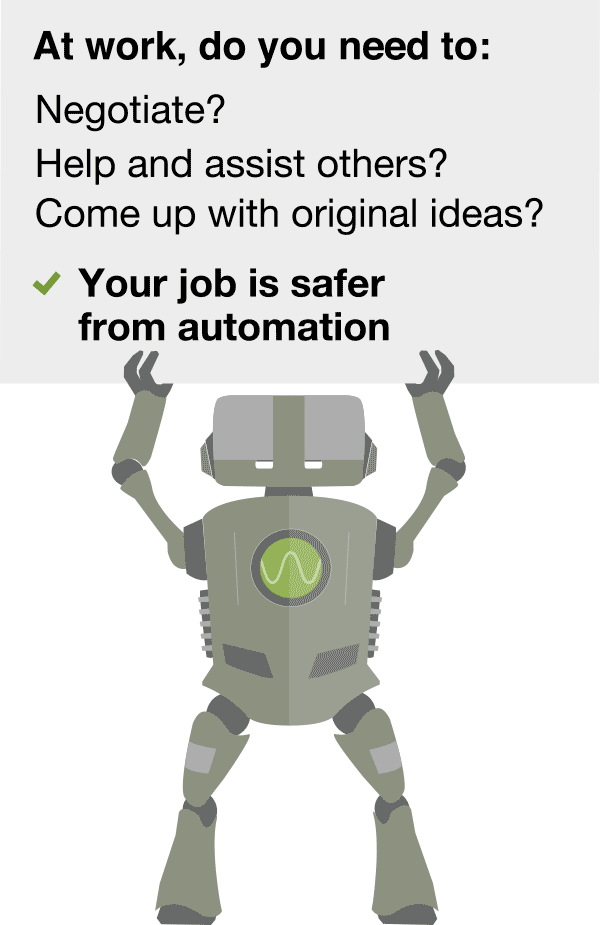 At work, do you need to:
Negotiate?
Help and assist others?
Come up with original ideas?
Your job is safer
from automation